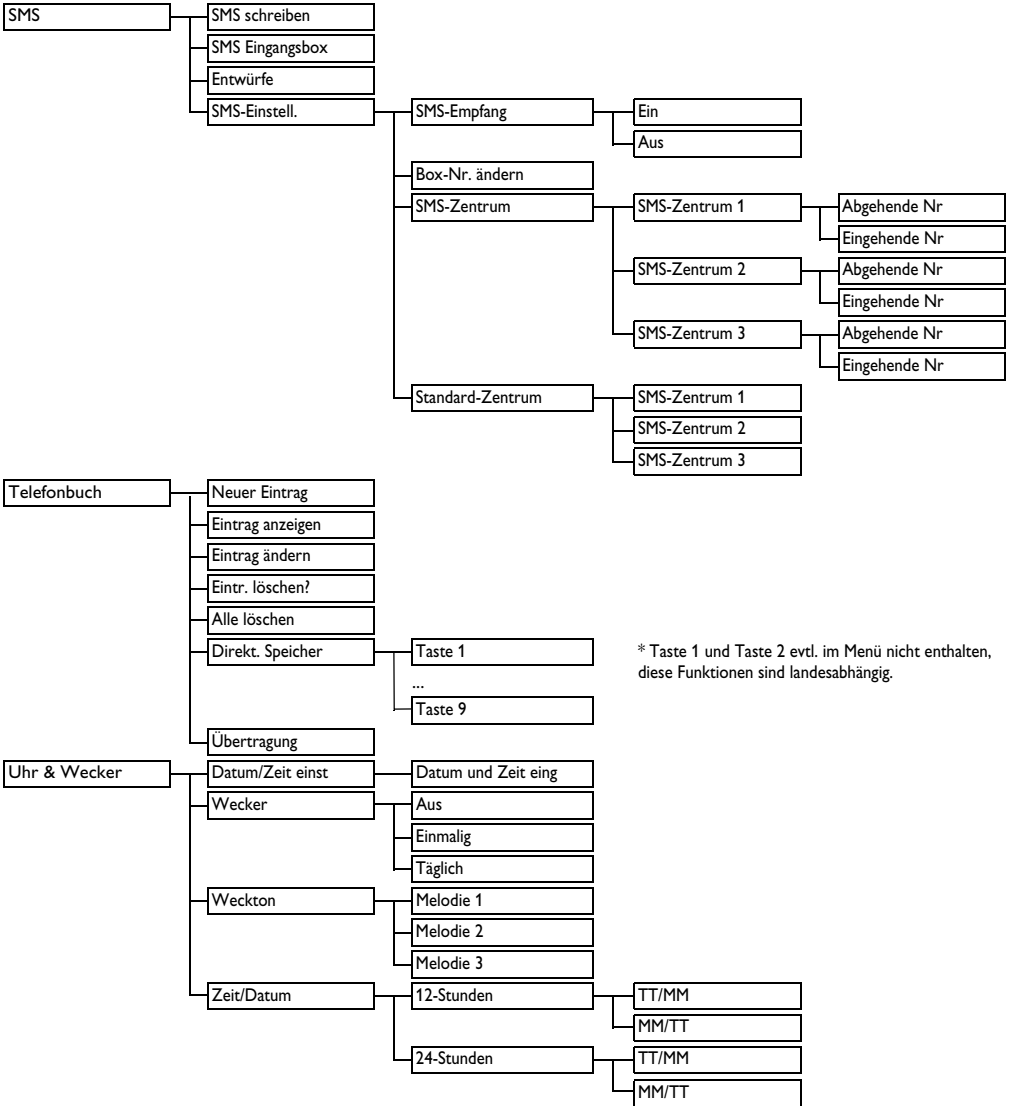 SMS
SMS schreiben
SMS Eingangsbox
Entwürfe
SMS-Einstell.
SMS-Empfang
Ein
Aus
Box-Nr. ändern
SMS-Zentrum
SMS-Zentrum 1
Abgehende Nr
Eingehende Nr
SMS-Zentrum 2
Abgehende Nr
Eingehende Nr
SMS-Zentrum 3
Abgehende Nr
Eingehende Nr
Standard-Zentrum
SMS-Zentrum 1
SMS-Zentrum 2
SMS-Zentrum 3
Telefonbuch
Neuer Eintrag
Eintrag anzeigen
Eintrag ändern
Eintr. löschen?
Alle löschen
Direkt. Speicher
Taste 1
...
Taste 9
* Taste 1 und Taste 2 evtl. im Menü nicht enthalten,
diese Funktionen sind landesabhängig.
Übertragung
Uhr & Wecker
Datum/Zeit einst
Datum und Zeit eing
Wecker
Aus
Einmalig
Täglich
Weckton
Melodie 1
Melodie 2
Melodie 3
Zeit/Datum
12-Stunden
TT/MM
MM/TT
24-Stunden
TT/MM
MM/TT